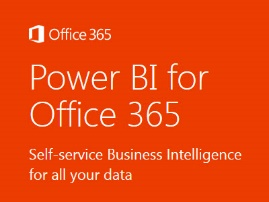 Office 365
Power BI for
Office 365
Self-service Business Intelligence
for all your data